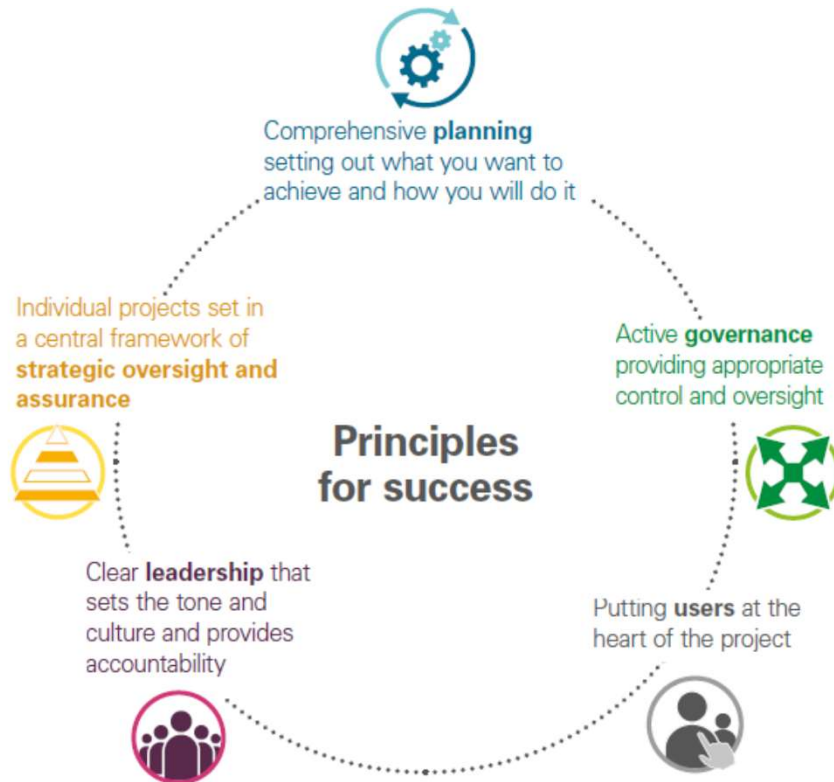 Comprehensive planning
setting out what you want to
achieve and how you will do it
Individual projects set in
a central framework of
strategic oversight and
assurance
Active governance
providing appropriate
control and oversight
Principles
for success
Clear leadership that
sets the tone and
culture and provides
accountability
Putting users at the
heart of the project